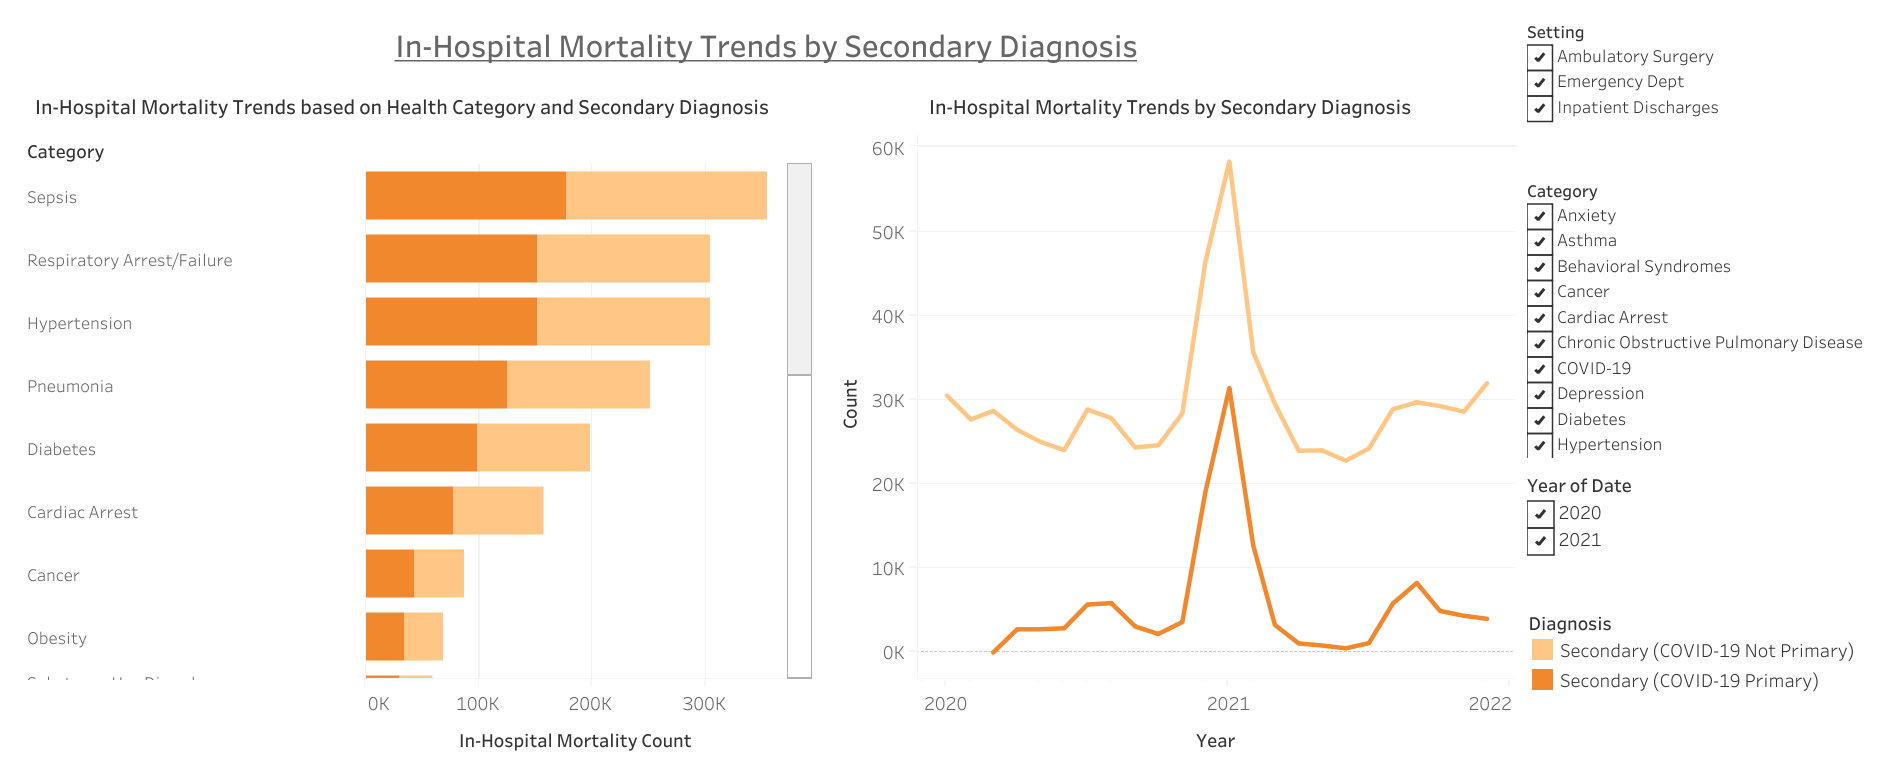 In-Hospital Mortality Trends by Secondary Diagnosis
In-Hospital Mortality Trends based on Health Category and Secondary Diagnosis
Category
Sepsis
Respiratory Arrest/Failure
Hypertension
Pneumonia
Diabetes
Cardiac Arrest
Cancer
Obesity
0K 100K 200K 300K
In-Hospital Mortality Count
In-Hospital Mortality Trends by Secondary Diagnosis
60K
50K
40K
30K
20K
10K
0K
Count
2020 2021 2022
Year
Setting
Ambulatory Surgery
Emergency Dept
Inpatient Discharges
Category
Anxiety
Asthma
Behavioral Syndromes
Cancer
Cardiac Arrest
Chronic Obstructive Pulmonary Disease
COVID-19
Depression
Diabetes
Hypertension
Year of Date
2020
2021
Diagnosis
Secondary (COVID-19 Not Primary)
Secondary (COVID-19 Primary)